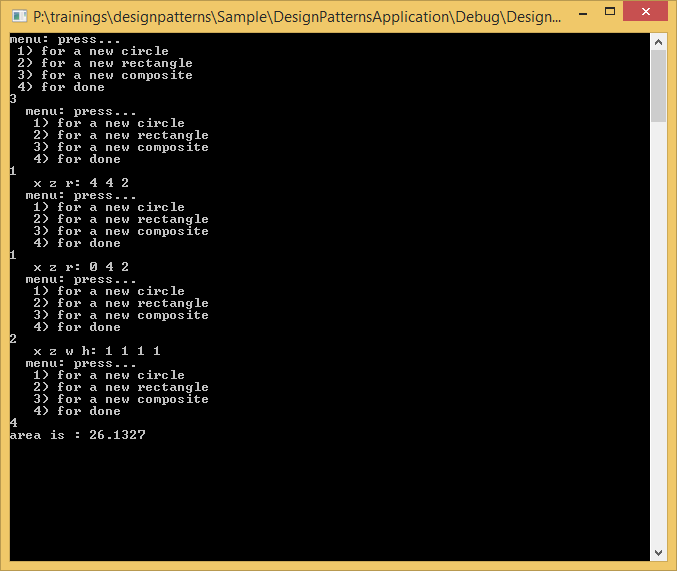 P:\trainings\designpatterns\Sample\DesignPatternsApplication\Debug\Design...
menu: press...
 1) for a new circle
 2) for a new rectangle
 3) for a new composite
 4) for done
3
  menu: press...
   1) for a new circle
   2) for a new rectangle
   3) for a new composite
   4) for done
1
   x z r: 4 4 2
  menu: press...
   1) for a new circle
   2) for a new rectangle
   3) for a new composite
   4) for done
1
   x z r: 0 4 2
  menu: press...
   1) for a new circle
   2) for a new rectangle
   3) for a new composite
   4) for done
2
   x z w h: 1 1 1 1
  menu: press...
   1) for a new circle
   2) for a new rectangle
   3) for a new composite
   4) for done
4
area is : 26.1327